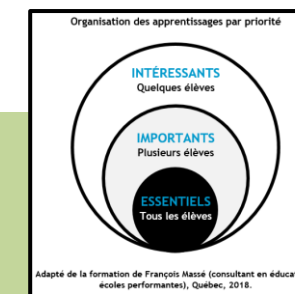 Organisation des apprentissages par priorité
INTÉRESSANTS
Quelques élèves
IMPORTANTS
Plusieurs élèves
ESSENTIELS
Tous les élèves
Adapté de la formation de François Massé (consultant en
écoles performantes), Québec, 2018.